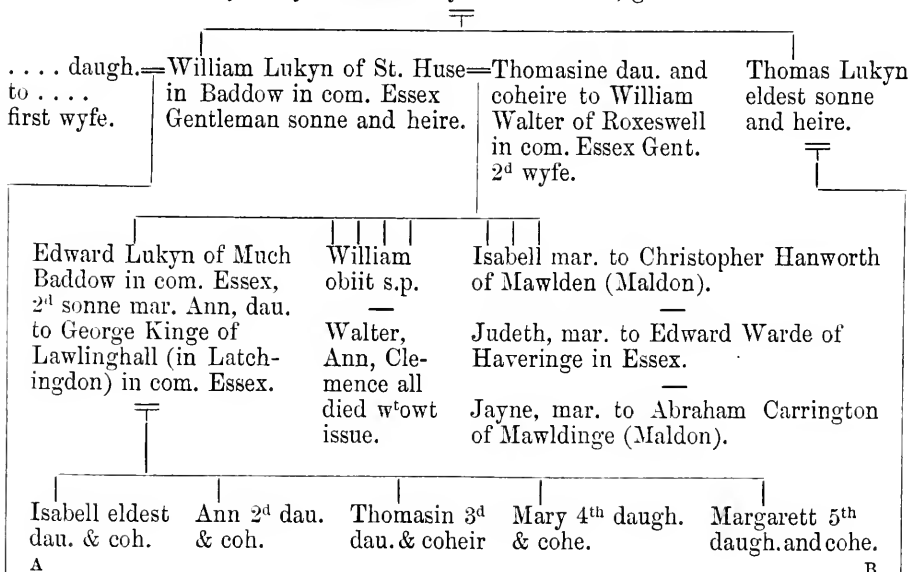 .... daugh.
to ....
first wyfe.
William Lukyn of St. Huse
in Baddow in com. Essex
Gentleman sonne and heire.
Thomasine dau. and
coheire to William
Walter of Roxeswell
in com. Essex Gent.
2d wyfe.
Thomas Lukyn
eldest sonne
and heire.
Edward Lukyn of Much
Baddow in com. Essex,
2d sonne mar. Ann, dau.
to George Kinge of
Lawlinghall (in Latch-
ingdon) in com. Essex.
William
obiit s.p.
Walter,
Ann, Cle-
mence all
died wtowt
issue.
Isabell mar. to Christopher Hanworth
of Mawlden (Maldon).
Judeth, mar. to Edward Warde of
Haveringe in Essex.
Jayne, mar. to Abraham Carrington
of Mawldinge (Maldon).
Isabell eldest
dau. & coh.
Ann 2d dau.
& coh.
Thomasin 3d
dau. & coheir
Mary 4th daugh.
& cohe.
Margarett 5th
daugh. and cohe.
A
B